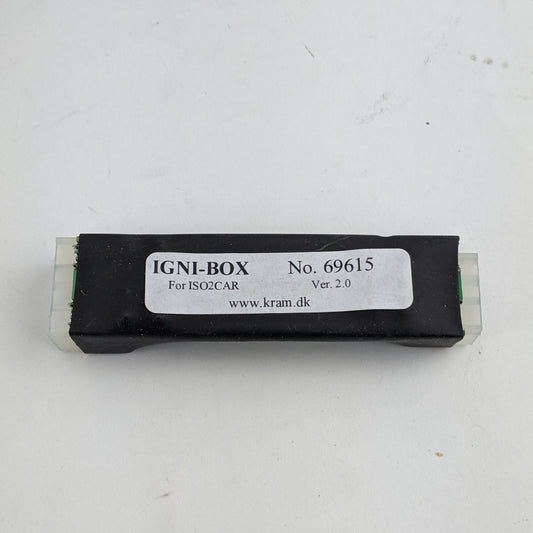 IGNI-BOX No. 69615
For ISO2CAR Ver. 2.0
www.kram.dk